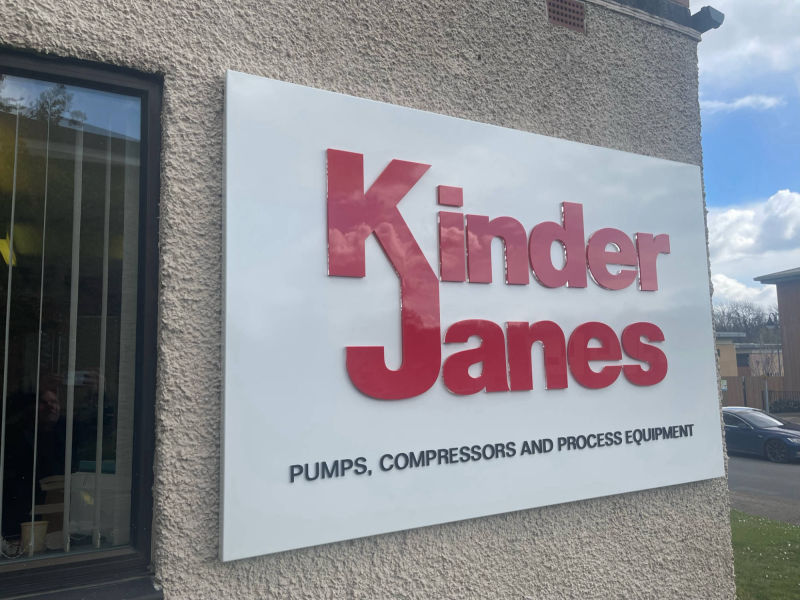 Kinder
Janes
PUMPS, COMPRESSORS AND PROCESS EQUIPMENT